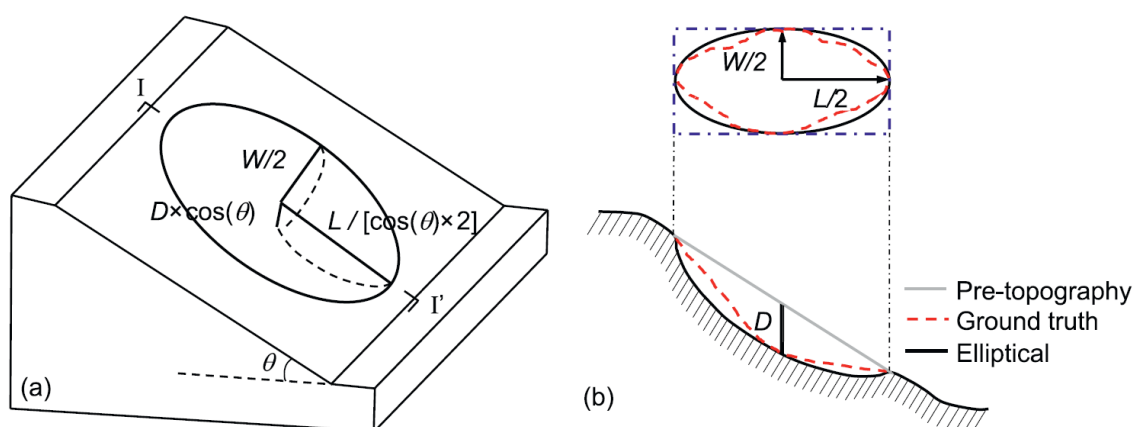 I
W/2
D×cos(θ)
L / [cos(θ)×2]
I'
θ
(a)
W/2
L/2
D
Pre-topography
Ground truth
Elliptical
(b)